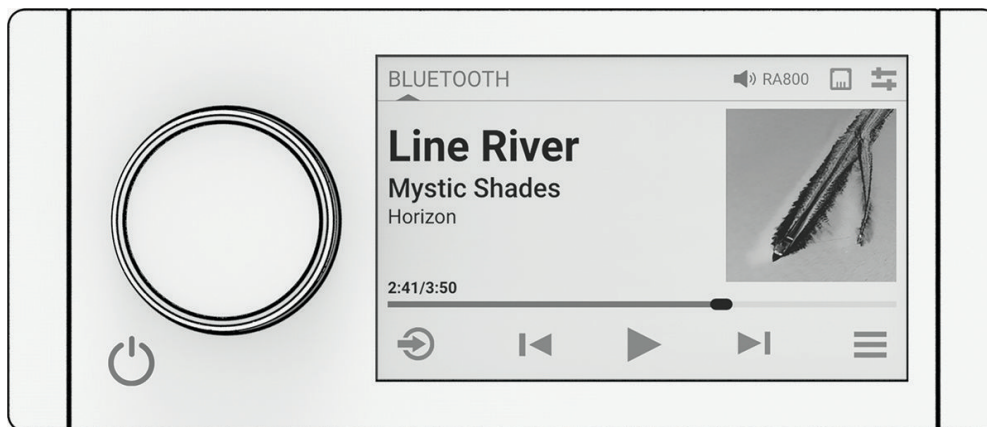 BLUETOOTH
RA800
Line River
Mystic Shades
Horizon
2:41/3:50